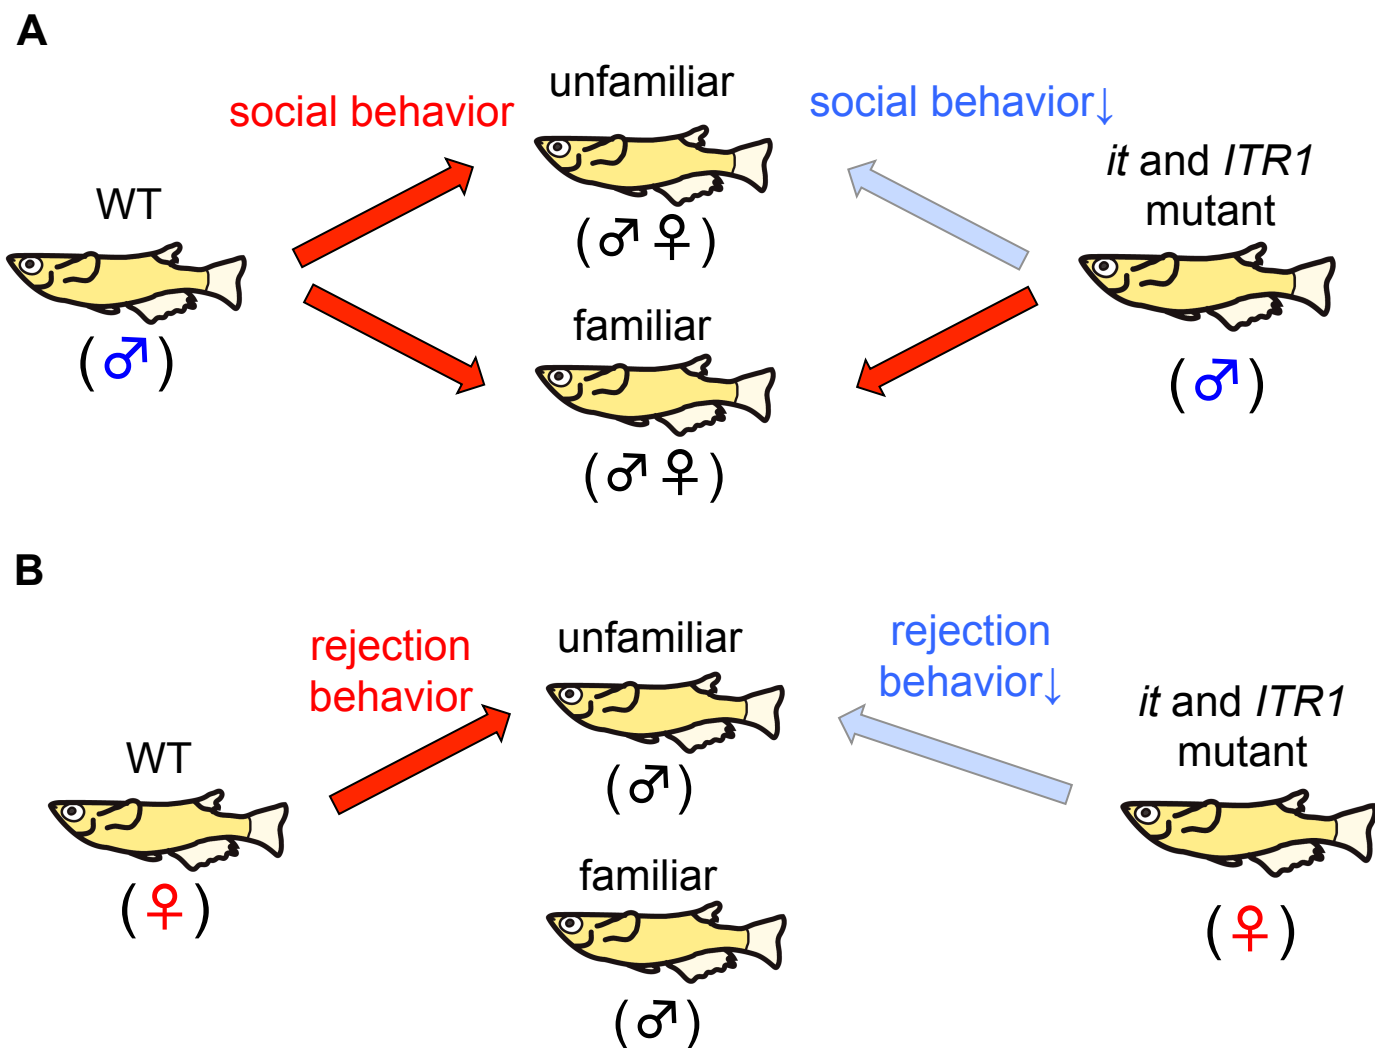 A
unfamiliar
social behavior
social behavior↓
it and ITR1
mutant
WT
(♂♀)
(♂)
familiar
(♂)
(♂♀)
B
unfamiliar
rejection
behavior
rejection
behavior↓
it and ITR1
mutant
WT
(♂)
familiar
(♀)
(♀)
(♂)